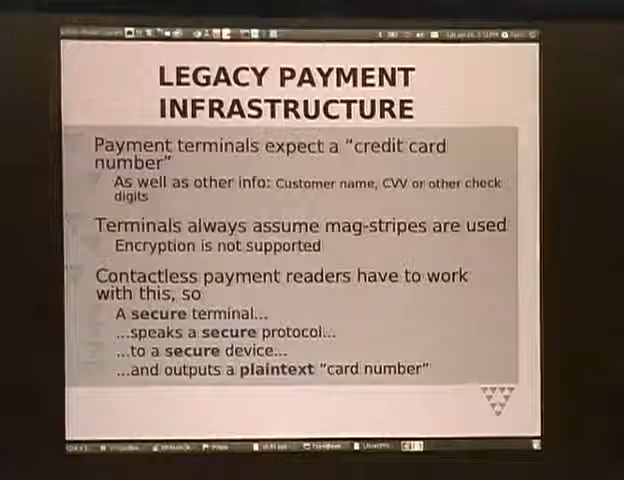 LEGACY PAYMENT
INFRASTRUCTURE
Payment terminals expect a “credit card
number”
As well as other info: Customer name, CVV or other check
digits
Terminals always assume mag-stripes are used
Encryption is not supported
Contactless payment readers have to work
with this, so
A secure terminal...
...speaks a secure protocol...
...to a secure device...
...and outputs a plaintext “card number”